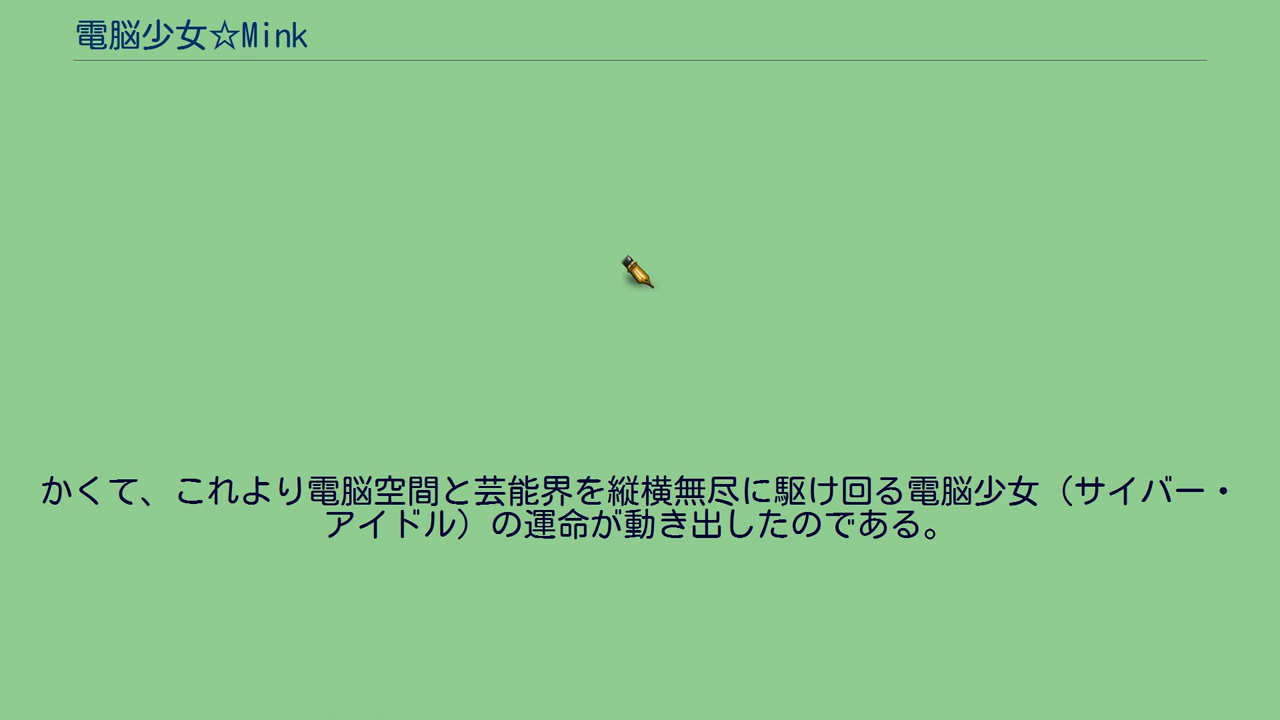 電脳少女☆Mink
かくて、これより電脳空間と芸能界を縦横無尽に駆け回る電脳少女（サイバー・
アイドル）の運命が動き出したのである。